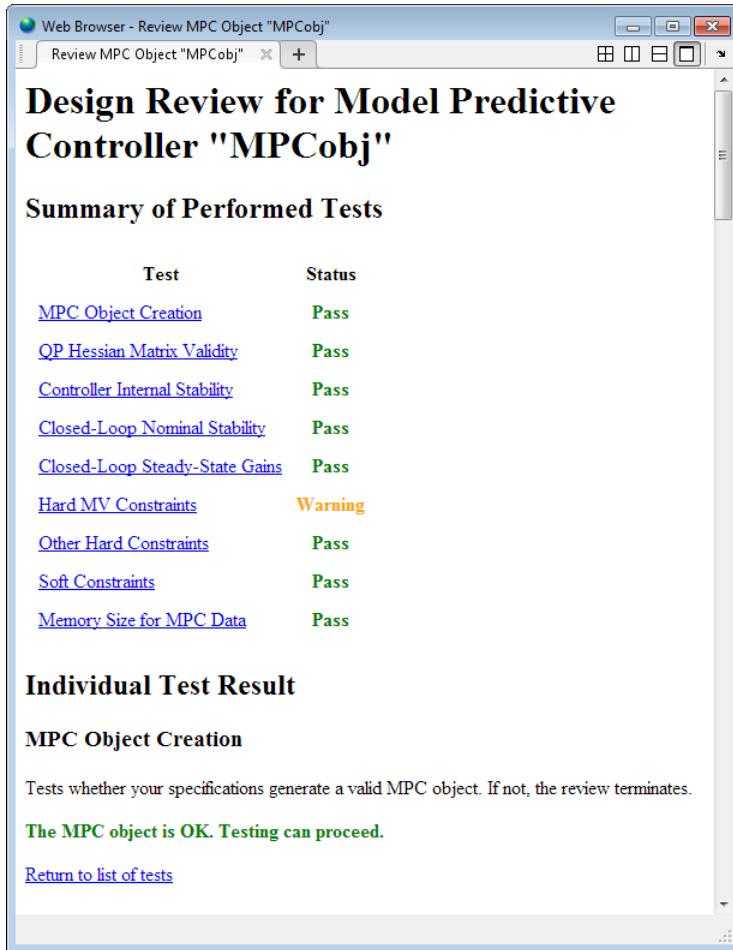 Web Browser - Review MPC Object "MPCobj"
Review MPC Object "MPCobj"
Design Review for Model Predictive
Controller "MPCobj"
Summary of Performed Tests
Test Status
MPC Object Creation Pass
QP Hessian Matrix Validity Pass
Controller Internal Stability Pass
Closed-Loop Nominal Stability Pass
Closed-Loop Steady-State Gains Pass
Hard MV Constraints Warning
Other Hard Constraints Pass
Soft Constraints Pass
Memory Size for MPC Data Pass
Individual Test Result
MPC Object Creation
Tests whether your specifications generate a valid MPC object. If not, the review terminates.
The MPC object is OK. Testing can proceed.
Return to list of tests